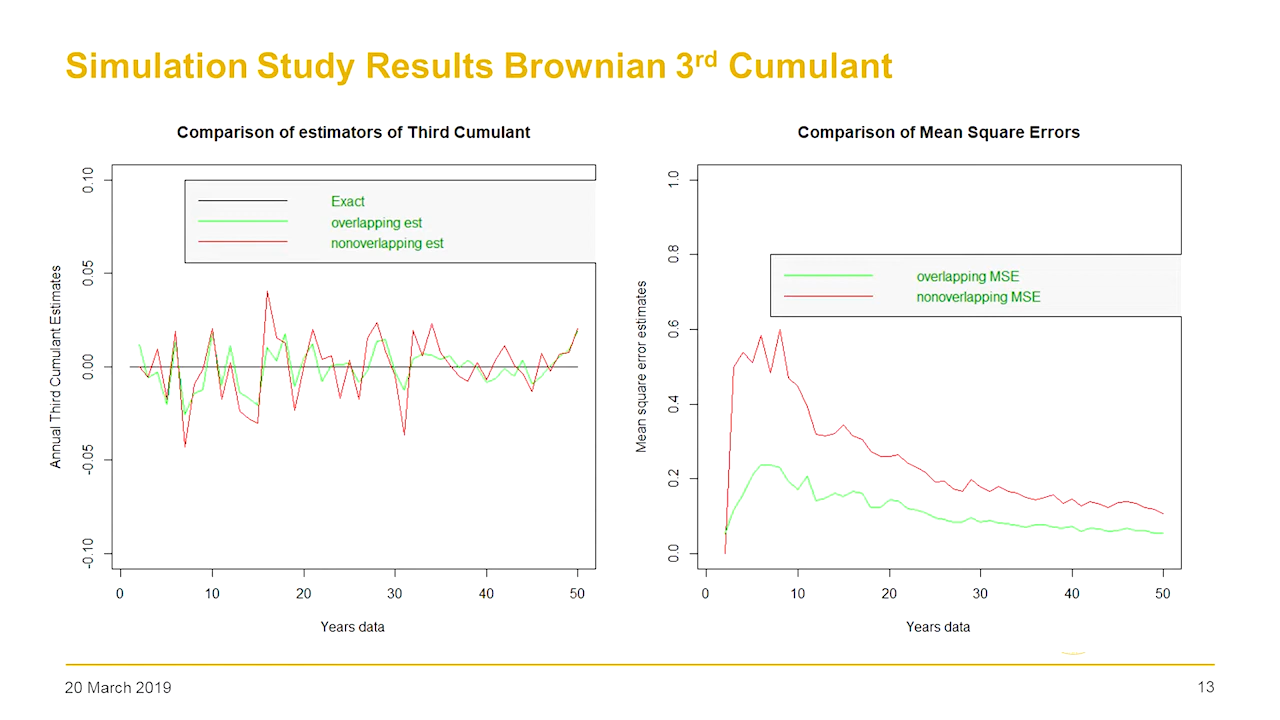 Simulation Study Results Brownian 3rd Cumulant
Comparison of estimators of Third Cumulant
Exact
overlapping est
nonoverlapping est
Annual Third Cumulant Estimates
0.10
0.05
0.00
-0.05
-0.10
0 10 20 30 40 50
Years data
Comparison of Mean Square Errors
overlapping MSE
nonoverlapping MSE
Mean square error estimates
1.0
0.8
0.6
0.4
0.2
0.0
0 10 20 30 40 50
Years data
20 March 2019
13